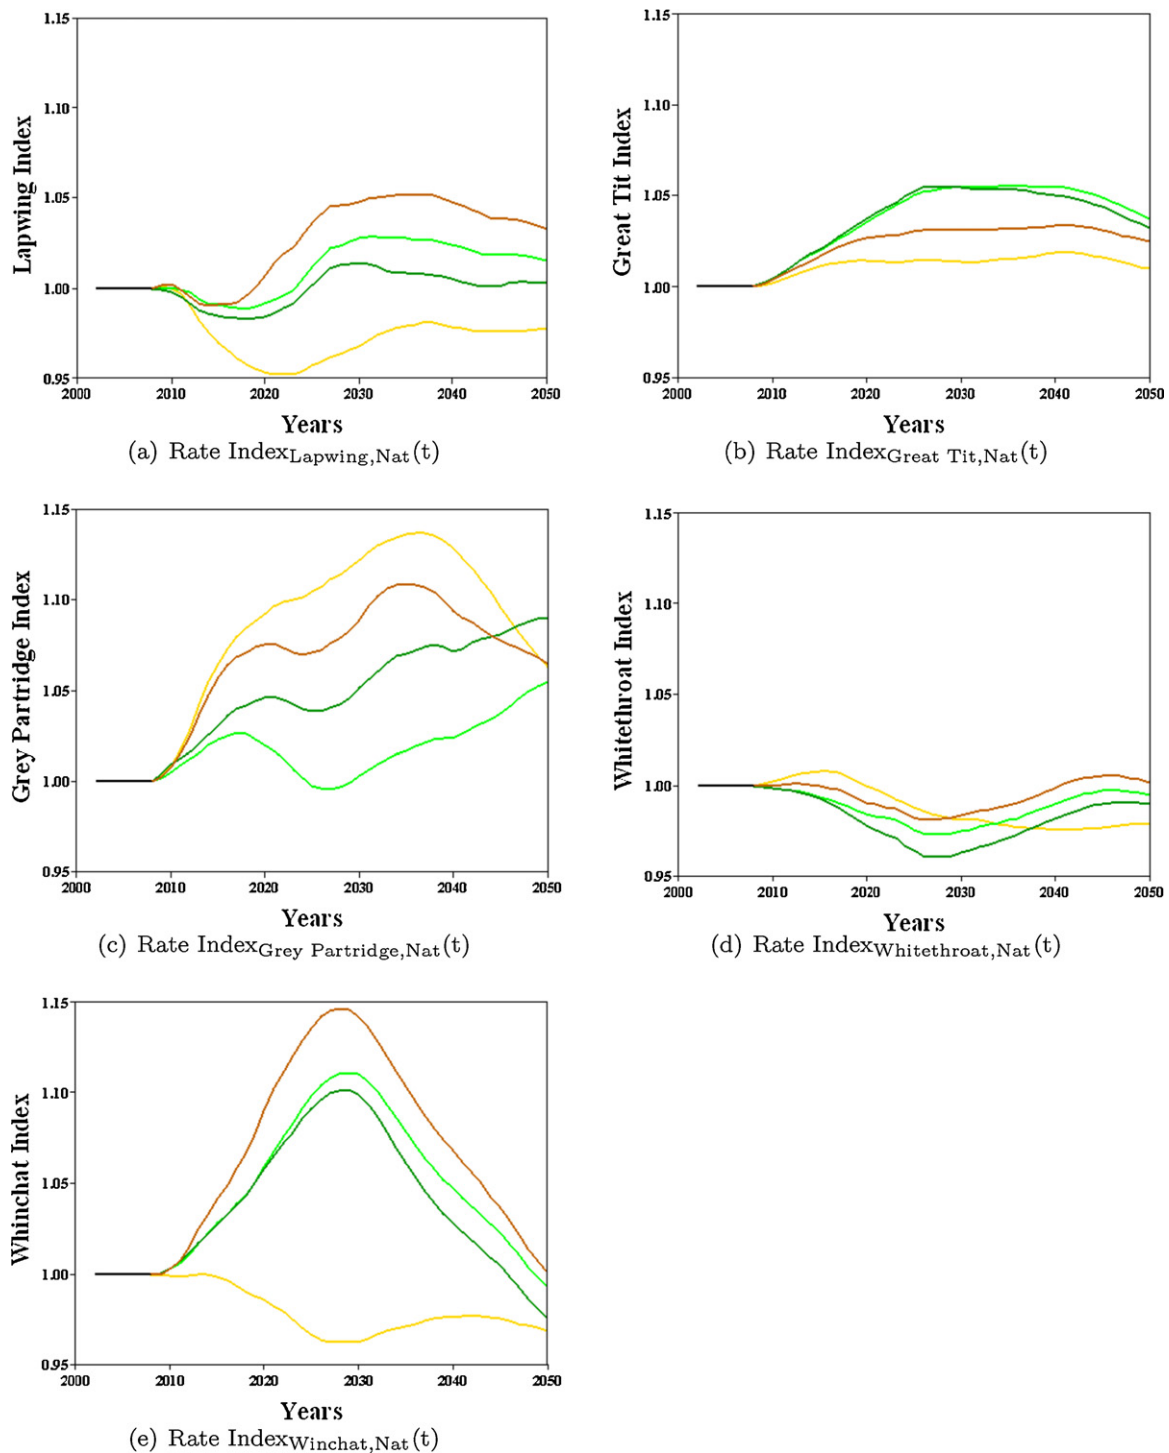 1.15
1.10
1.05
1.00
0.95
2000 2010 2020 2030 2040 2050
Lapwing Index
Years
(a) Rate IndexLapwing,Nat(t)
1.15
1.10
1.05
1.00
0.95
2000 2010 2020 2030 2040 2050
Great Tit Index
Years
(b) Rate IndexGreat Tit,Nat(t)
1.15
1.10
1.05
1.00
0.95
2000 2010 2020 2030 2040 2050
Grey Partridge Index
Years
(c) Rate IndexGrey Partridge,Nat(t)
1.15
1.10
1.05
1.00
0.95
2000 2010 2020 2030 2040 2050
Whitethroat Index
Years
(d) Rate IndexWhitethroat,Nat(t)
1.15
1.10
1.05
1.00
0.95
2000 2010 2020 2030 2040 2050
Whinchat Index
Years
(e) Rate IndexWinchat,Nat(t)